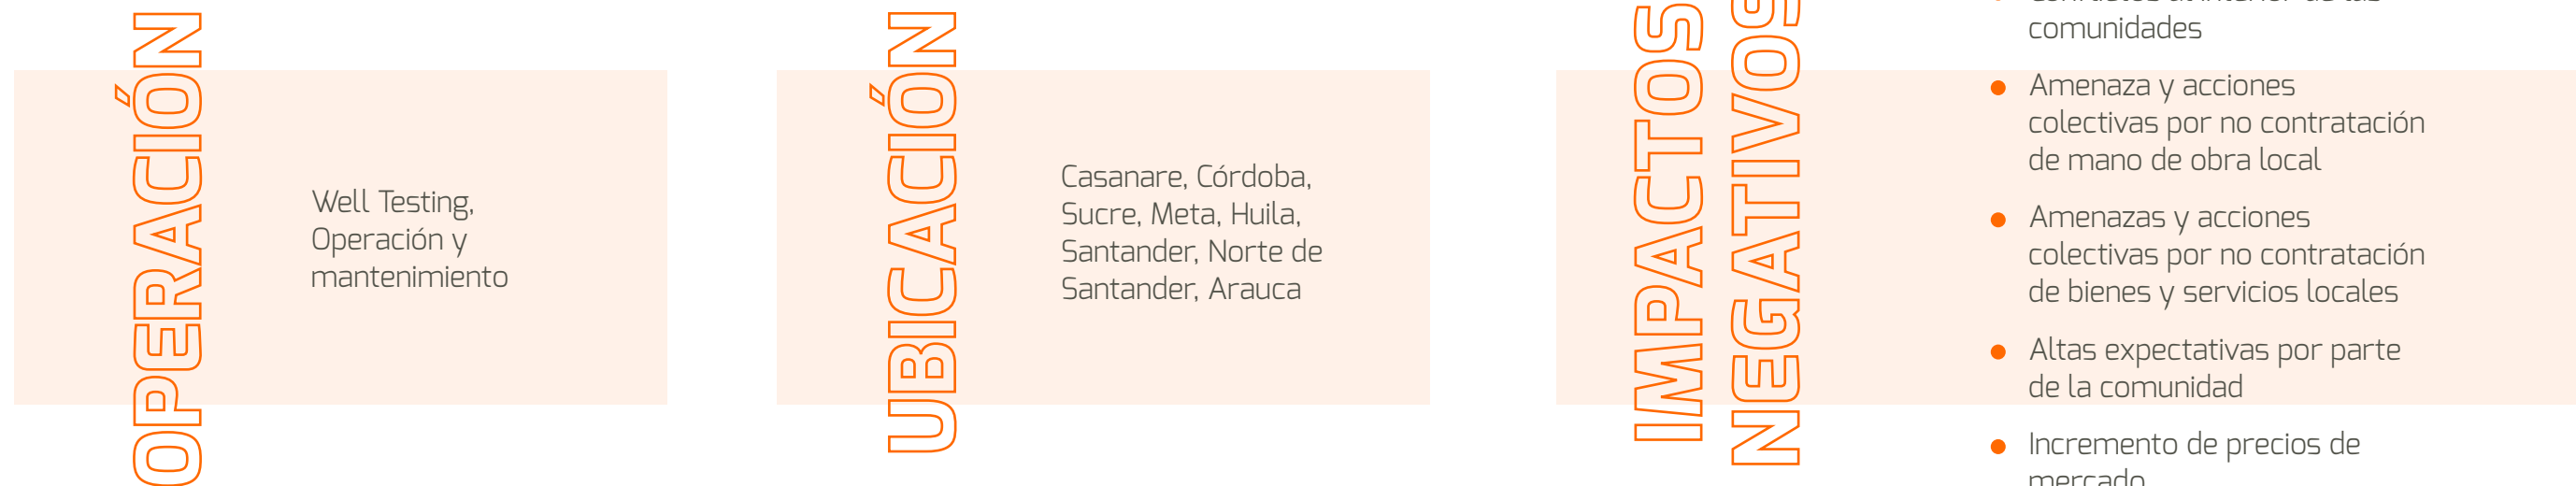 OPERACIÓN
Well Testing,
Operación y
mantenimiento
UBICACIÓN
Casanare, Córdoba,
Sucre, Meta, Huila,
Santander, Norte de
Santander, Arauca
IMPACTOS
NEGATIVOS
comunidades
Amenaza y acciones
colectivas por no contratación
de mano de obra local
Amenazas y acciones
colectivas por no contratación
de bienes y servicios locales
Altas expectativas por parte
de la comunidad
Incremento de precios de
mercado